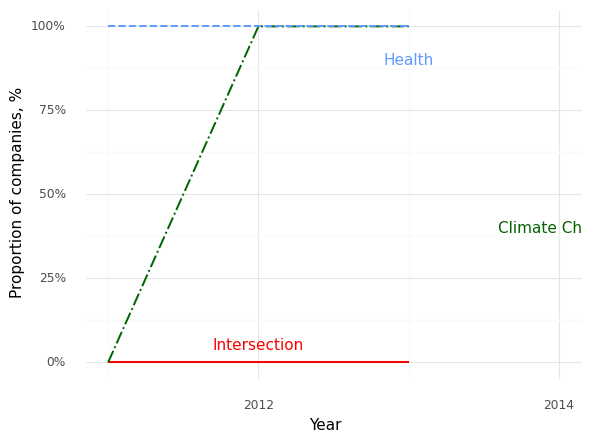 100%
Health
75%
Proportion of companies, %
50%
Climate Ch
25%
Intersection
0%
2012
2014
Year